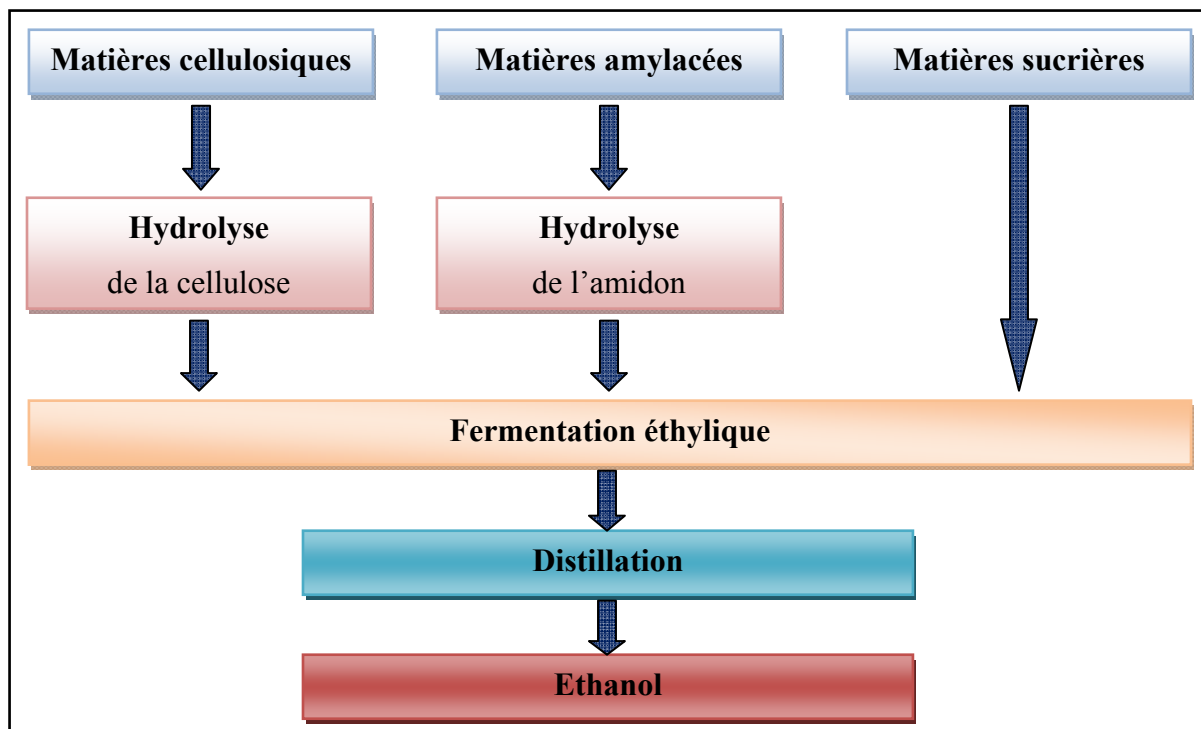 Matières cellulosiques
Matières amylacées
Matières sucrières
Hydrolyse
de la cellulose
Hydrolyse
de l’amidon
Fermentation éthylique
Distillation
Ethanol